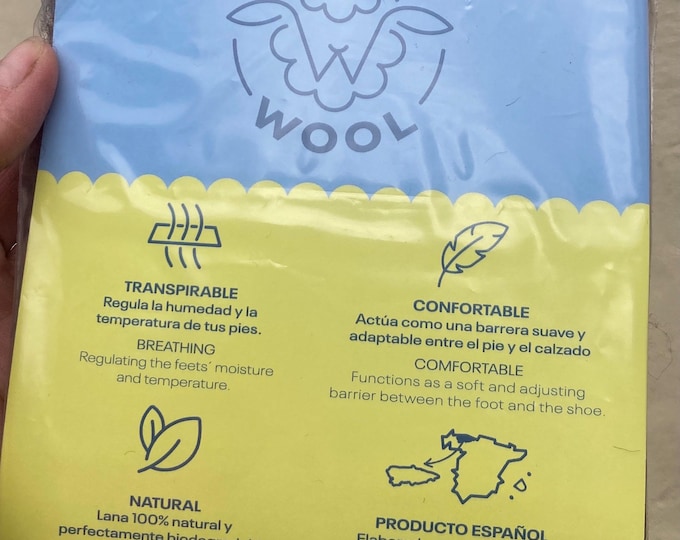 WOOL
TRANSPIRABLE
Regula la humedad y la
temperatura de tus pies.
BREATHING
Regulating the feets´ moisture
and temperature.
CONFORTABLE
Actúa como una barrera suave y
adaptable entre el pie y el calzado
COMFORTABLE
Functions as a soft and adjusting
barrier between the foot and the shoe.
NATURAL
Lana 100% natural y
perfectamente
PRODUCTO ESPAÑOL